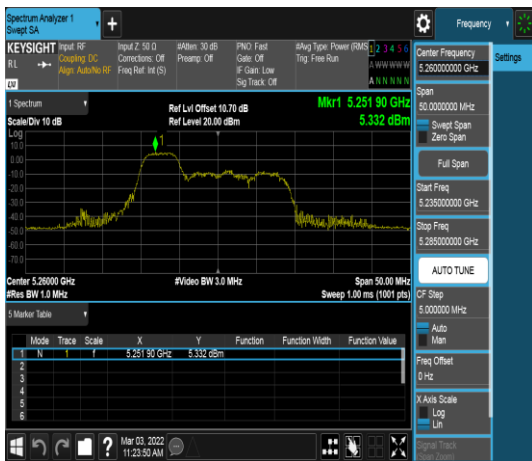 Spectrum Analyzer 1
Swept SA
+
Frequency
KEYSIGHT
Input: RF
Input Z: 50 Ω
#Atten: 30 dB
PNO: Fast
#Avg Type: Power (RMS
1 2 3 4 5 6
RL
Coupling: DC
Corrections: Off
Preamp: Off
Gate: Off
Trig: Free Run
A W W W W W
Align: Auto/No RF
Freq Ref: Int (S)
IF Gain: Low
Sig Track: Off
A N N N N N
LXI
1 Spectrum
Ref Lvl Offset 10.70 dB
Mkr1 5.251 90 GHz
Scale/Div 10 dB
Ref Level 20.00 dBm
5.332 dBm
Log
1
10.0
0.00
-10.0
-20.0
-30.0
-40.0
-50.0
-60.0
-70.0
Center 5.26000 GHz
#Video BW 3.0 MHz
Span 50.00 MHz
#Res BW 1.0 MHz
Sweep 1.00 ms (1001 pts)
5 Marker Table
Mode Trace Scale X Y Function Function Width Function Value
1 N 1 f 5.251 90 GHz 5.332 dBm
2
3
4
5
6
Mar 03, 2022
11:23:50 AM
Settings
Center Frequency
5.260000000 GHz
Span
50.0000000 MHz
Swept Span
Zero Span
Full Span
Start Freq
5.235000000 GHz
Stop Freq
5.285000000 GHz
AUTO TUNE
CF Step
5.000000 MHz
Auto
Man
Freq Offset
0 Hz
X Axis Scale
Log
Lin
Signal Track
(Span Zoom)